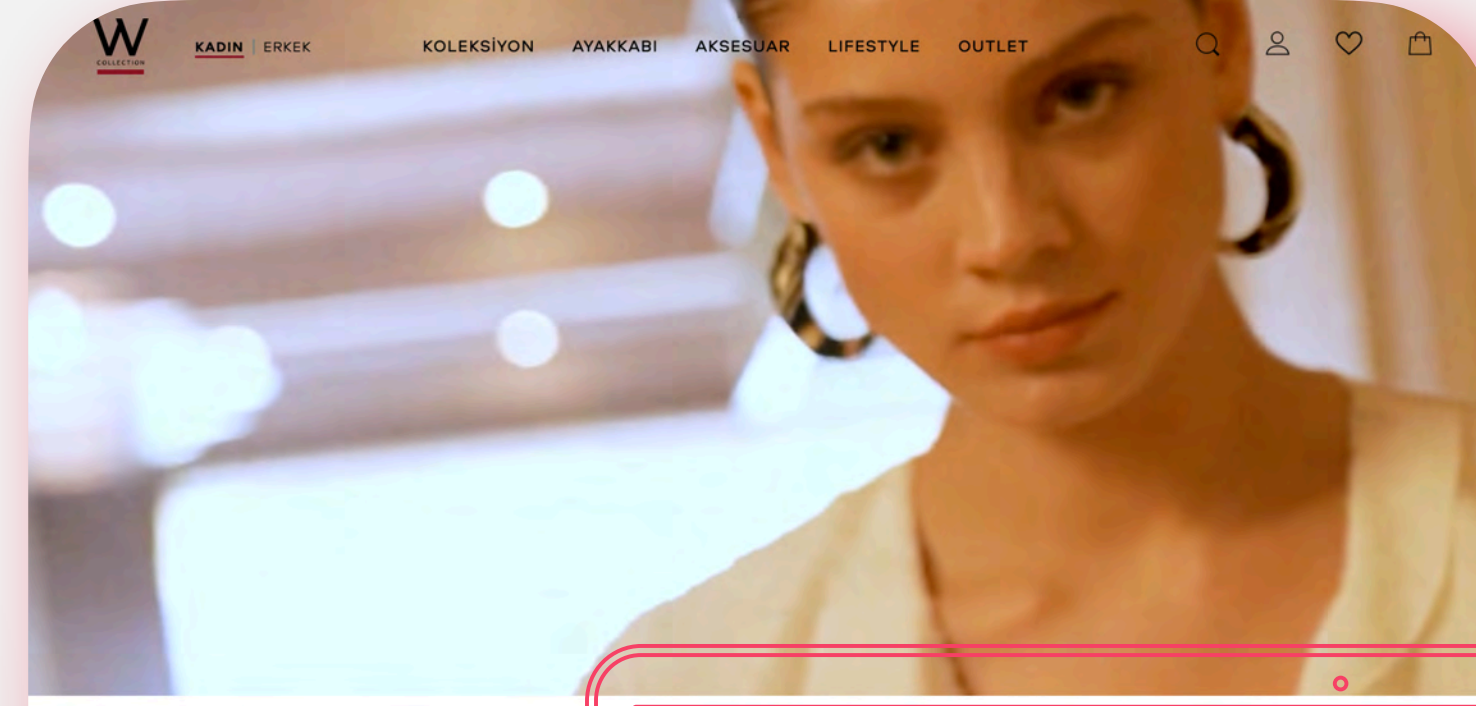 W
COLLECTION
KADIN | ERKEK
KOLEKSİYON AYAKKABI AKSESUAR LIFESTYLE OUTLET